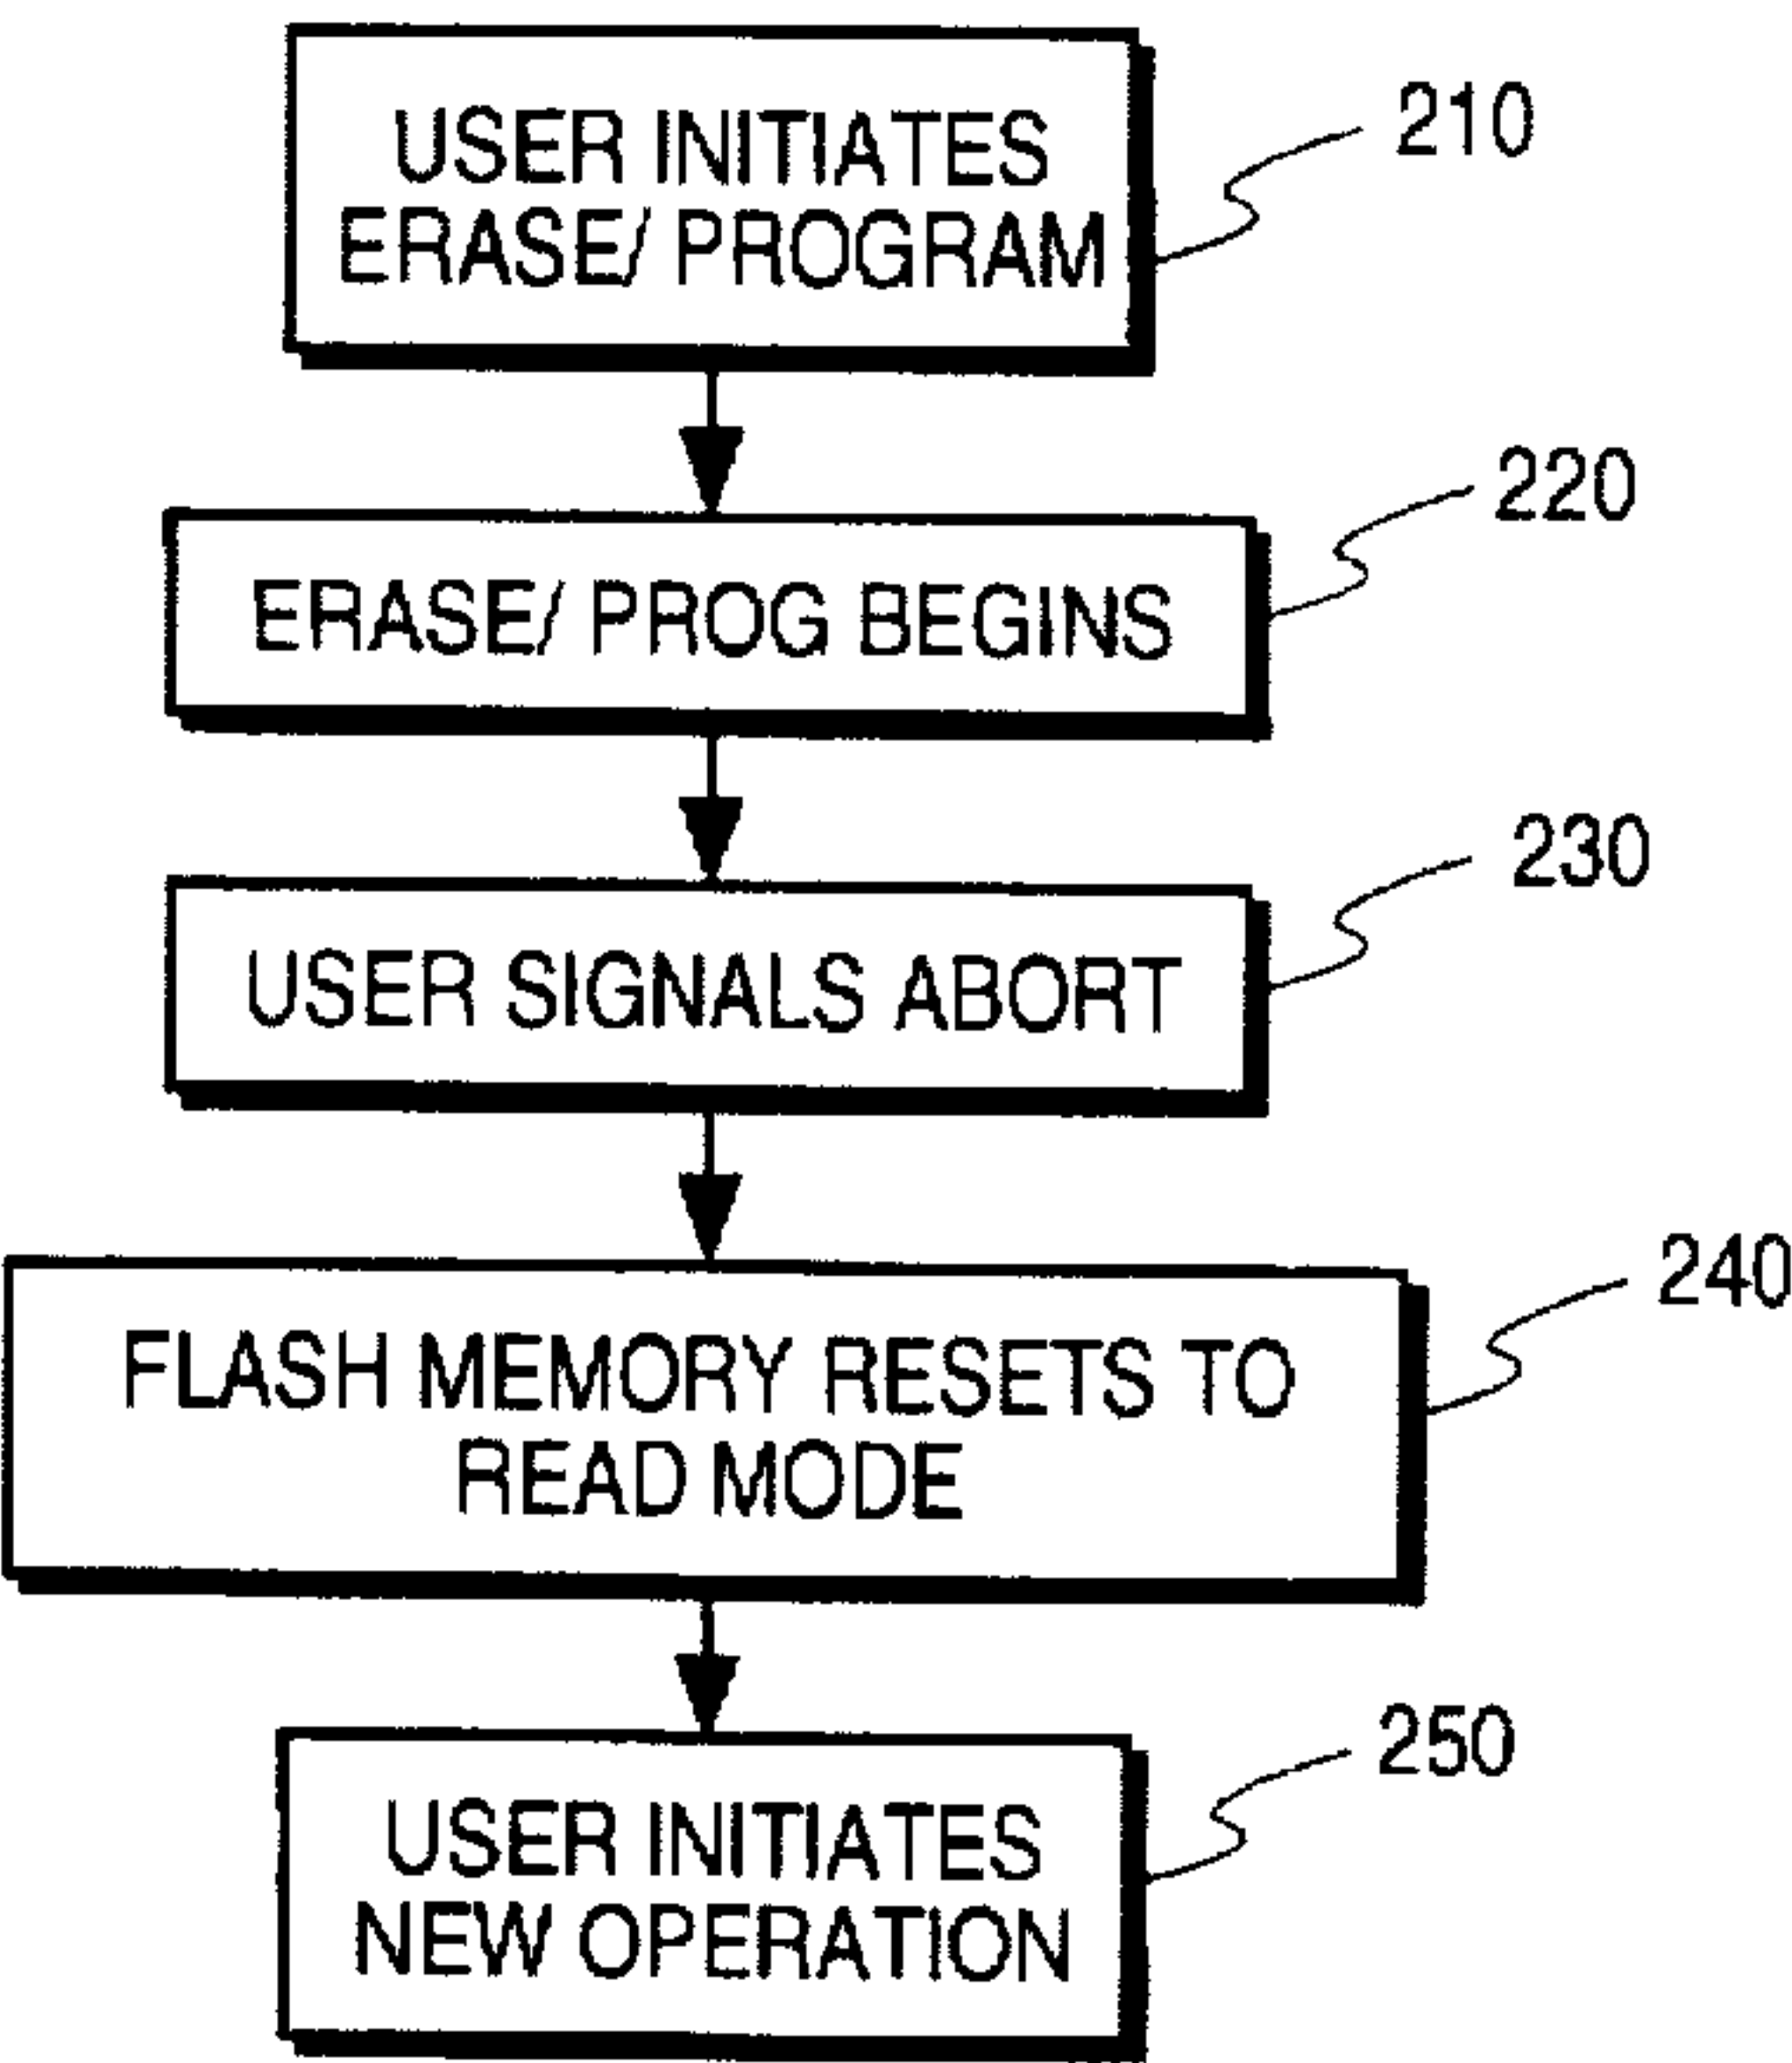 USER INITIATES
ERASE/ PROGRAM
210
ERASE/ PROG BEGINS
220
USER SIGNALS ABORT
230
FLASH MEMORY RESETS TO
READ MODE
240
USER INITIATES
NEW OPERATION
250